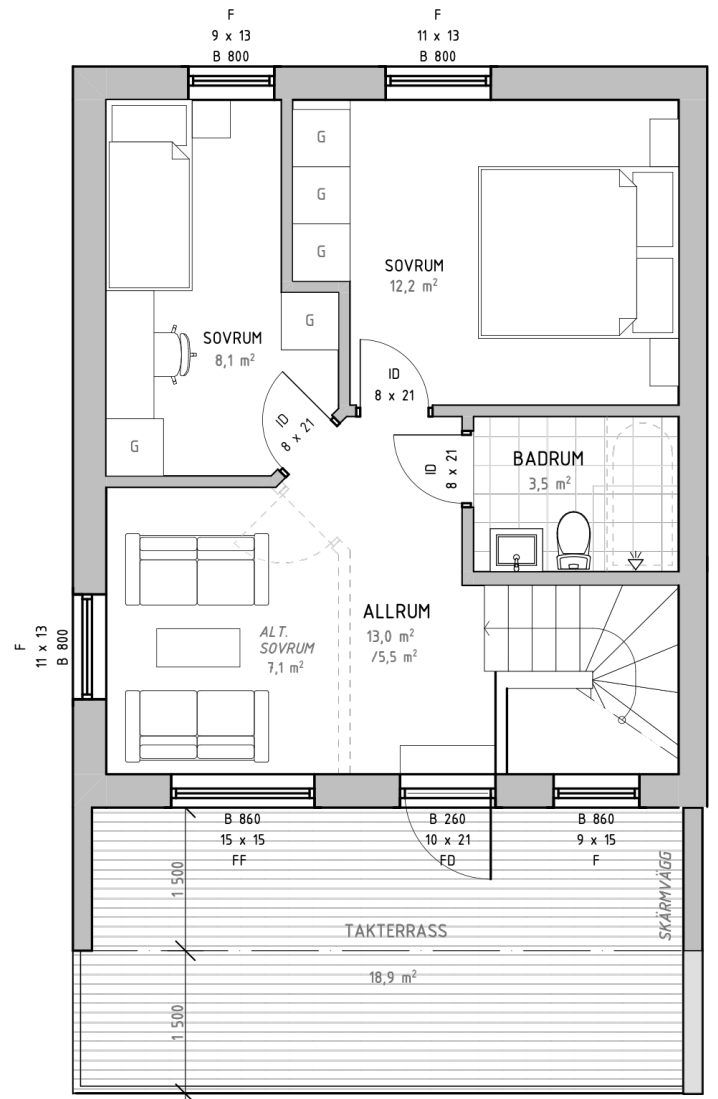 F
9 x 13
B 800
F
11 x 13
B 800
G
G
G
SOVRUM
12,2 m²
G
SOVRUM
8,1 m²
ID
8 x 21
ID
8 x 21
G
ID
8 x 21
BADRUM
3,5 m²
F
11 x 13
B 800
ALT.
SOVRUM
7,1 m²
ALLRUM
13,0 m²
/5,5 m²
B 860
15 x 15
FF
B 260
10 x 21
FD
B 860
9 x 15
F
SKÄRMVÄGG
1 500
TAKTERRASS
18,9 m²
1 500